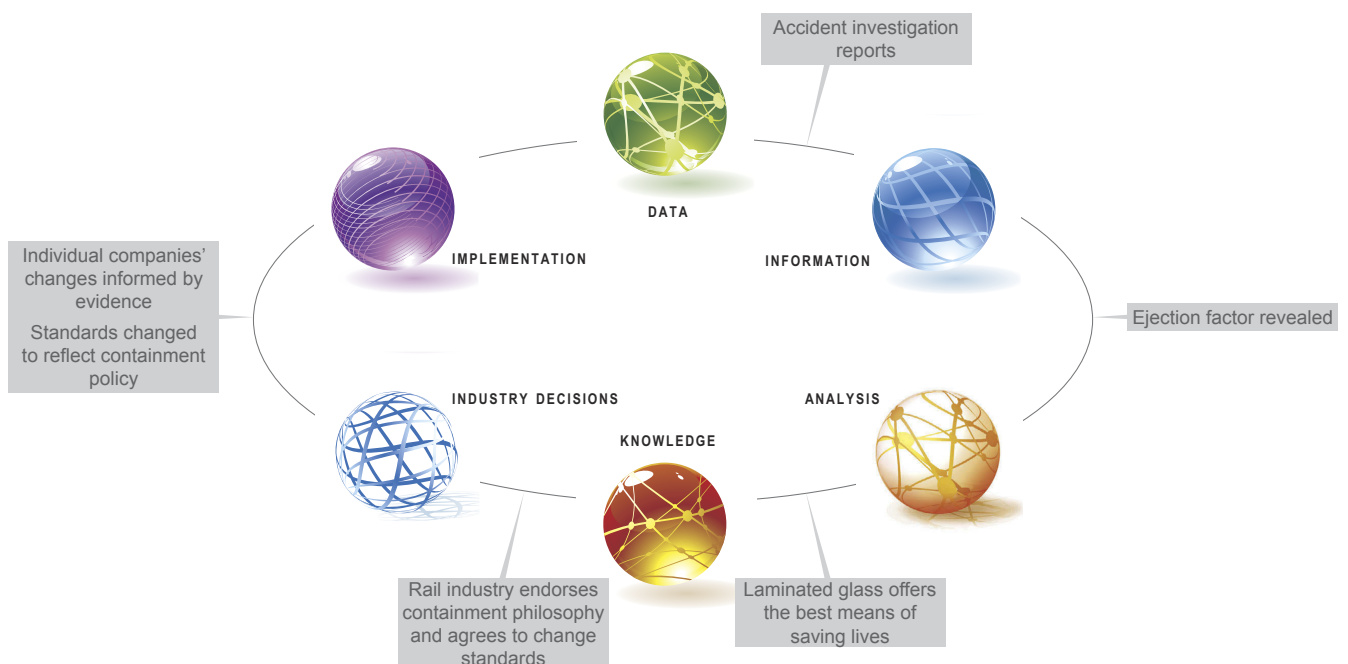 Accident investigation
reports
DATA
IMPLEMENTATION
INFORMATION
Individual companies’
changes informed by
evidence
Standards changed
to reflect containment
policy
Ejection factor revealed
INDUSTRY DECISIONS
ANALYSIS
KNOWLEDGE
Rail industry endorses
containment philosophy
and agrees to change
standards
Laminated glass offers
the best means of
saving lives